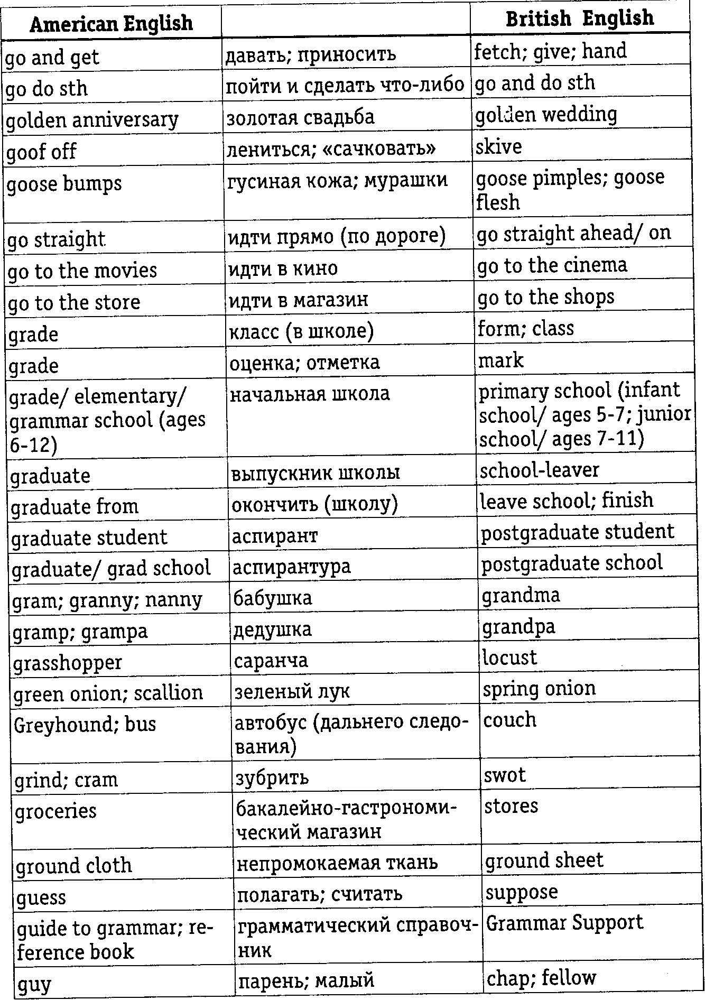 American English British English
go and get давать; приносить fetch; give; hand
go do sth пойти и сделать что-либо go and do sth
golden anniversary золотая свадьба golden wedding
goof off лениться; «сачковать» skive
goose bumps гусиная кожа; мурашки goose pimples; goose
flesh
go straight идти прямо (по дороге) go straight ahead/ on
go to the movies идти в кино go to the cinema
go to the store идти в магазин go to the shops
grade класс (в школе) form; class
grade оценка; отметка mark
grade/ elementary/ начальная школа primary school (infant
grammar school (ages school/ ages 5-7; junior
6-12) school/ ages 7-11)
graduate выпускник школы school-leaver
graduate from окончить (школу) leave school; finish
graduate student аспирант postgraduate student
graduate/ grad school аспирантура postgraduate school
gram; granny; nanny бабушка grandma
gramp; grampa дедушка grandpa
grasshopper саранча locust
green onion; scallion зеленый лук spring onion
Greyhound; bus автобус (дальнего следо- couch
вания)
grind; cram зубрить swot
groceries бакалейно-гастрономи- stores
ческий магазин
ground cloth непромокаемая ткань ground sheet
guess полагать; считать suppose
guide to grammar; re- грамматический справоч- Grammar Support
ference book ник
guy парень; малый chap; fellow